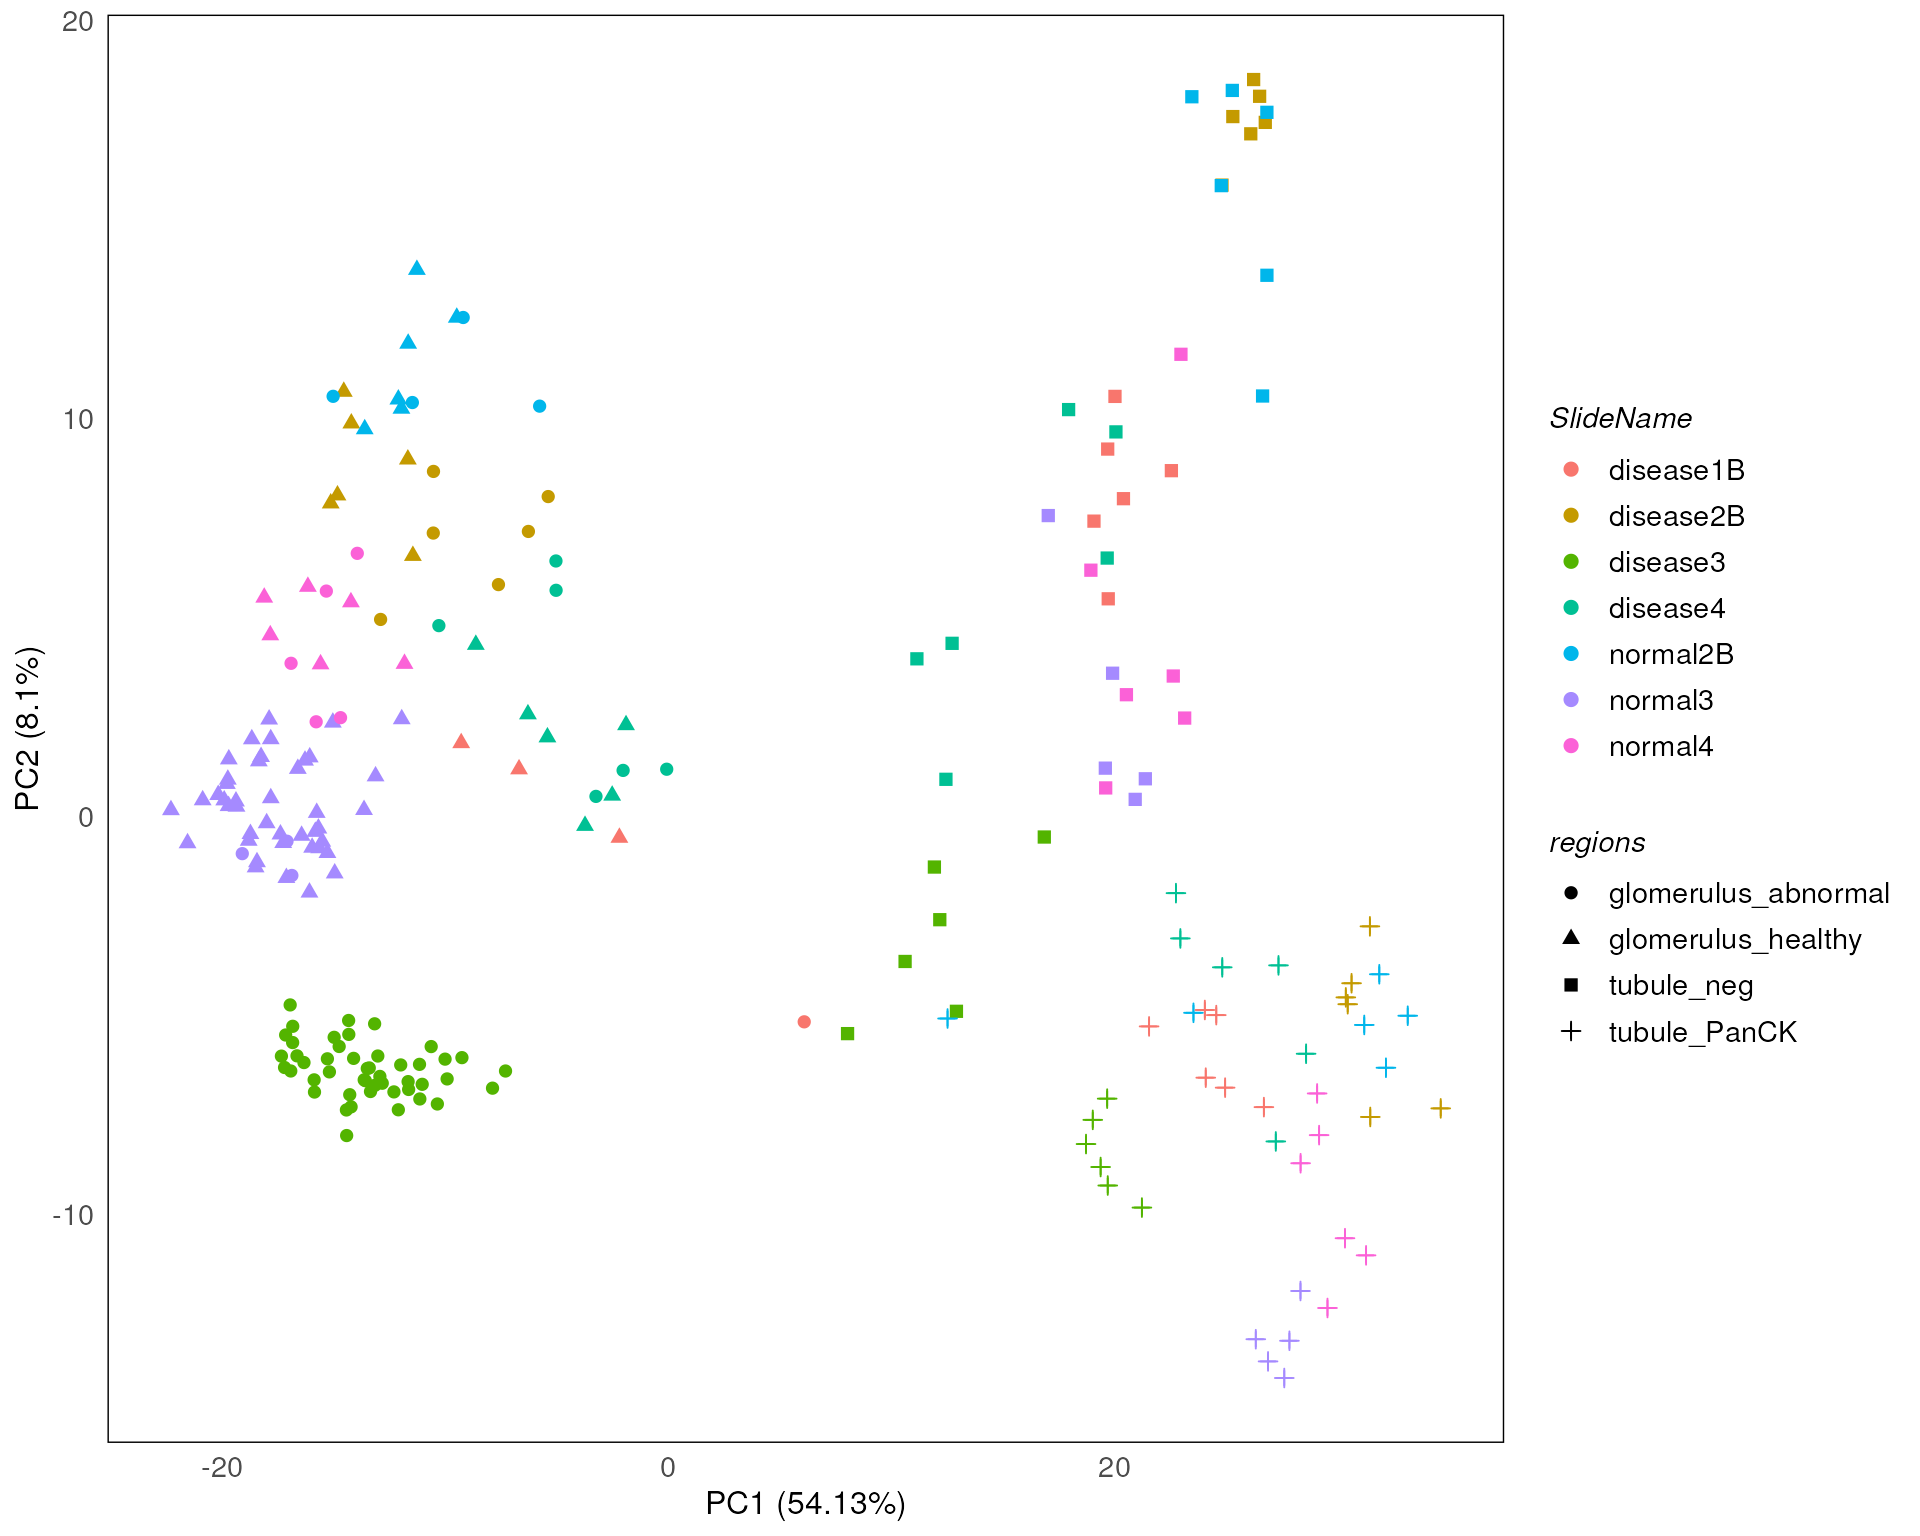 20
10
0
-10
PC2 (8.1%)
-20
0
20
PC1 (54.13%)
SlideName
disease1B
disease2B
disease3
disease4
normal2B
normal3
normal4
regions
glomerulus_abnormal
glomerulus_healthy
tubule_neg
tubule_PanCK